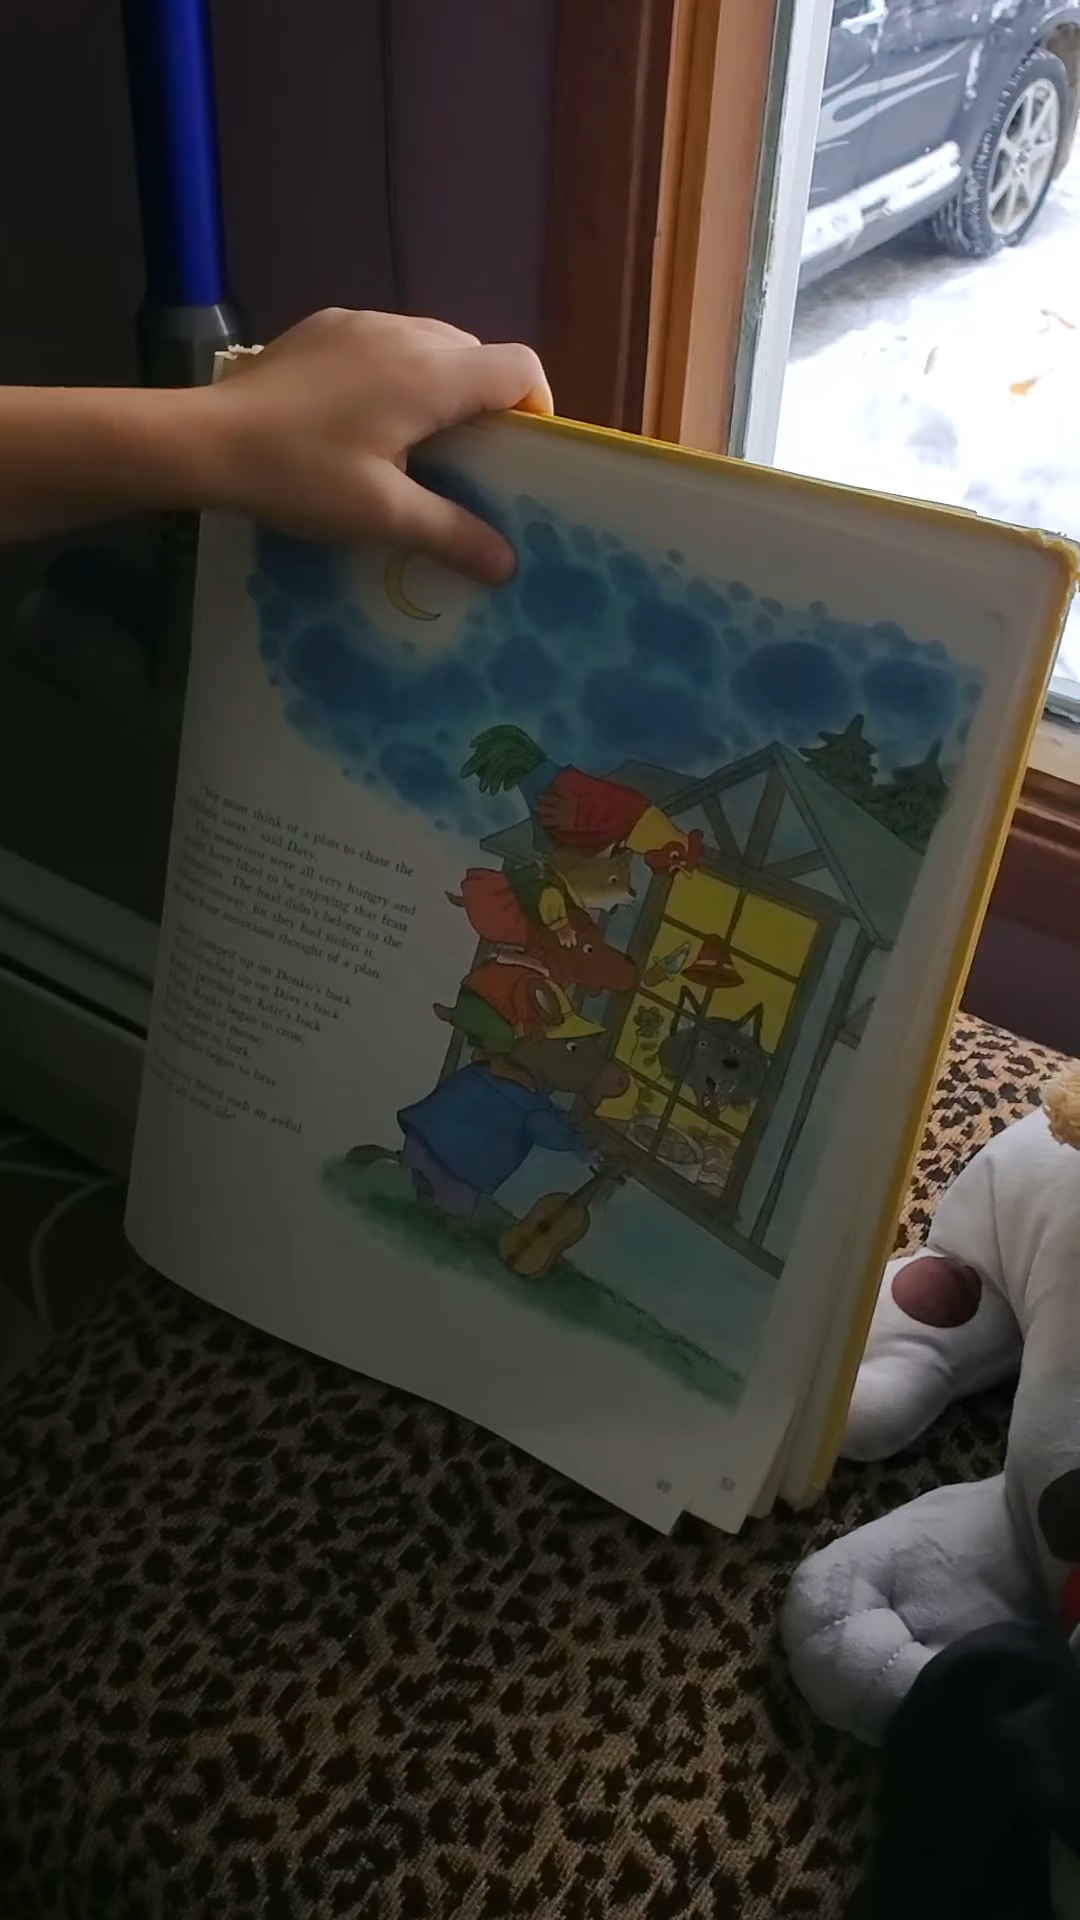 "We must think of a plan to chase the
robbers away," said Davy.
The musicians were all very hungry and
would have liked to be enjoying that feast
themselves. The food didn't belong to the
robbers anyway, for they had stolen it.
So the four musicians thought of a plan.
Davy jumped up on Donko's back.
Kitty climbed up on Davy's back.
Rocky perched on Kitty's back.
Then Rocky began to crow,
Kitty began to meow,
began to bark,
and Donko began to bray.
heard such an awful
in all your life!
49
51